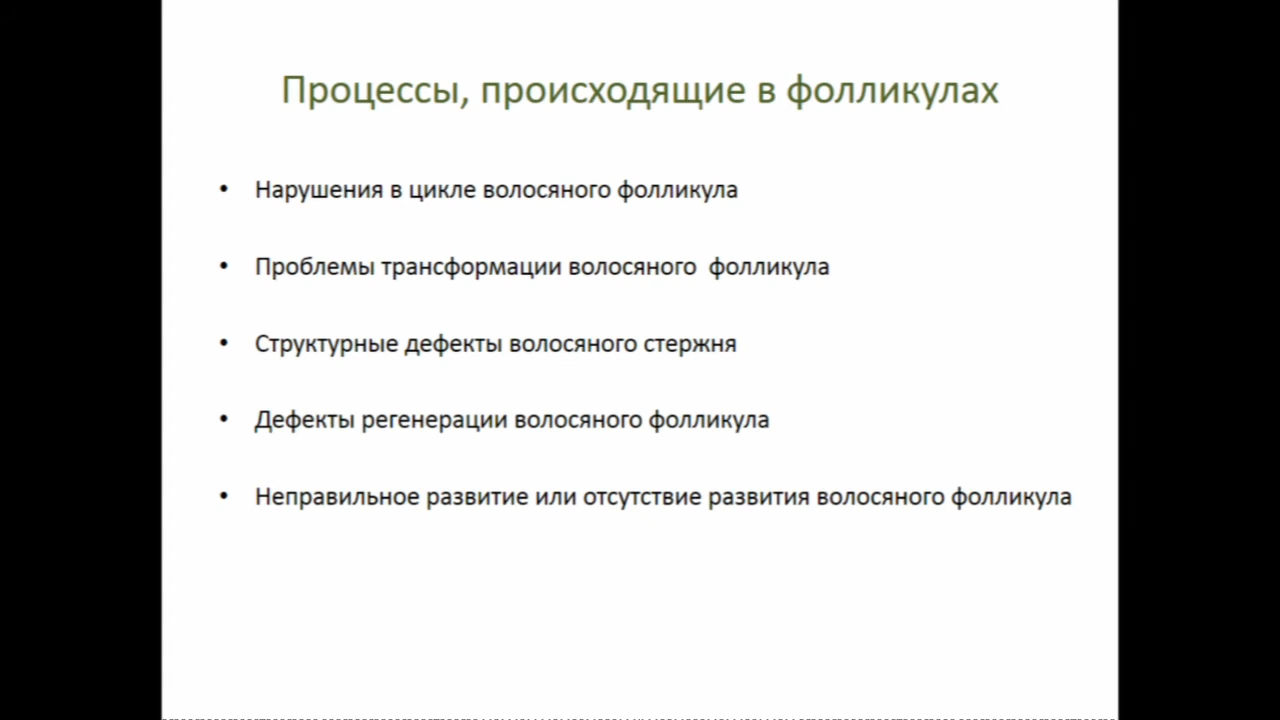 Процессы, происходящие в фолликулах
• Нарушения в цикле волосяного фолликула
• Проблемы трансформации волосяного  фолликула
• Структурные дефекты волосяного стержня
• Дефекты регенерации волосяного фолликула
• Неправильное развитие или отсутствие развития волосяного фолликула